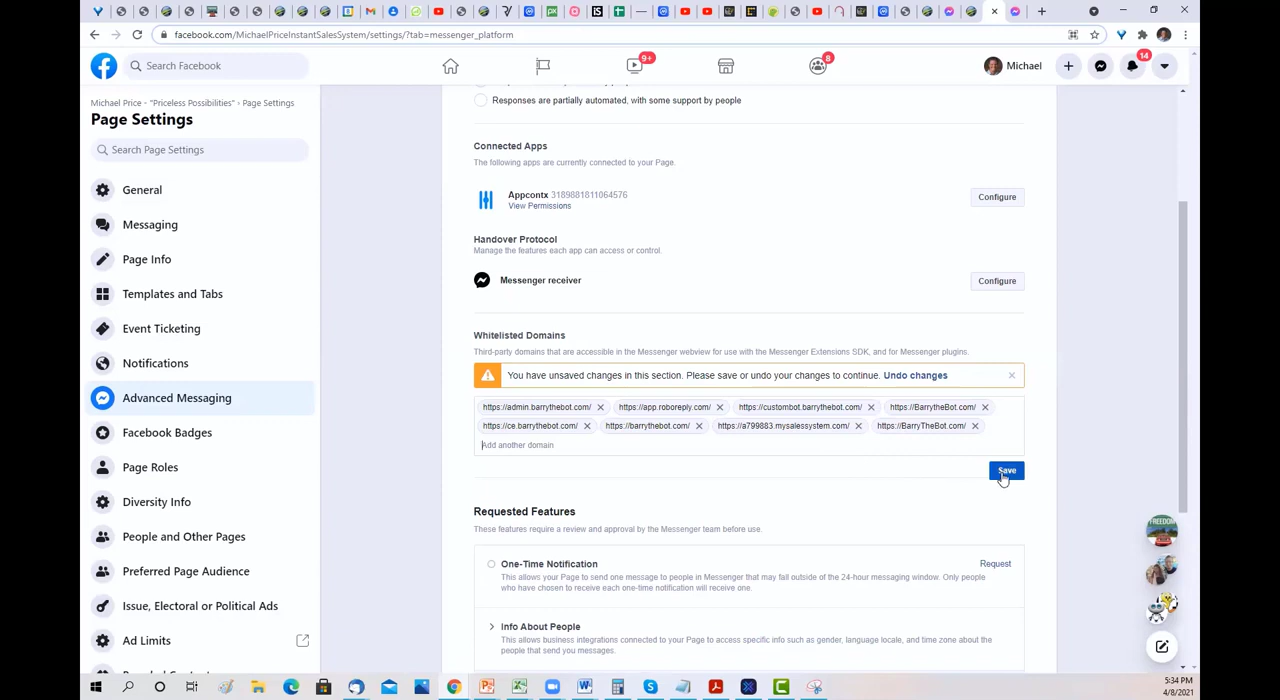 facebook.com/MichaelPriceInstantSalesSystem/settings/?tab=messenger_platform
Search Facebook
9+
8
Michael
14
Michael Price - "Priceless Possibilities" › Page Settings
Page Settings
Search Page Settings
General
Messaging
Page Info
Templates and Tabs
Event Ticketing
Notifications
Advanced Messaging
Facebook Badges
Page Roles
Diversity Info
People and Other Pages
Preferred Page Audience
Issue, Electoral or Political Ads
Ad Limits
Responses are partially automated, with some support by people
Connected Apps
The following apps are currently connected to your Page.
Appcontx 3189881811064576
View Permissions
Configure
Handover Protocol
Manage the features each app can access or control.
Messenger receiver
Configure
Whitelisted Domains
Third-party domains that are accessible in the Messenger webview for use with the Messenger Extensions SDK, and for Messenger plugins.
You have unsaved changes in this section. Please save or undo your changes to continue. Undo changes
https://admin.barrythebot.com/ https://app.roboreply.com/ https://custombot.barrythebot.com/ https://BarrytheBot.com/
https://ce.barrythebot.com/ https://barrythebot.com/ https://a799883.mysalessystem.com/ https://BarryTheBot.com/
Add another domain
Save
Requested Features
These features require a review and approval by the Messenger team before use.
One-Time Notification
Request
This allows your Page to send one message to people in Messenger that may fall outside of the 24-hour messaging window. Only people
who have chosen to receive each one-time notification will receive one.
Info About People
This allows business integrations connected to your Page to access specific info such as gender, language locale, and time zone about the
people that send you messages.
FREEDOM
5:34 PM
4/8/2021